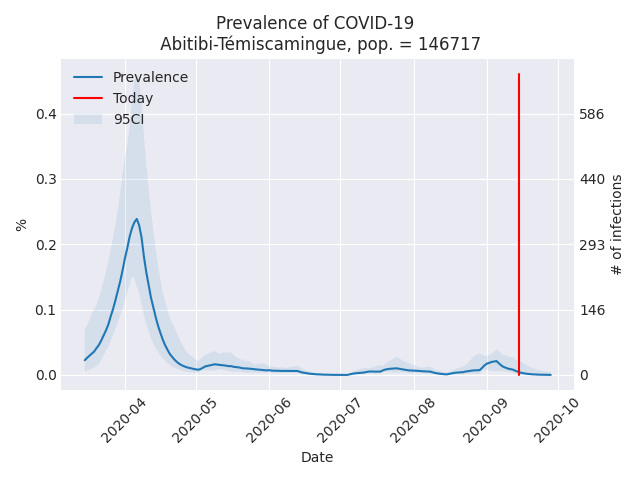 Prevalence of COVID-19
Abitibi-Témiscamingue, pop. = 146717
Prevalence
Today
95CI
0.4
0.3
0.2
0.1
0.0
%
586
440
293
146
0
# of infections
2020-04
2020-05
2020-06
2020-07
2020-08
2020-09
2020-10
Date